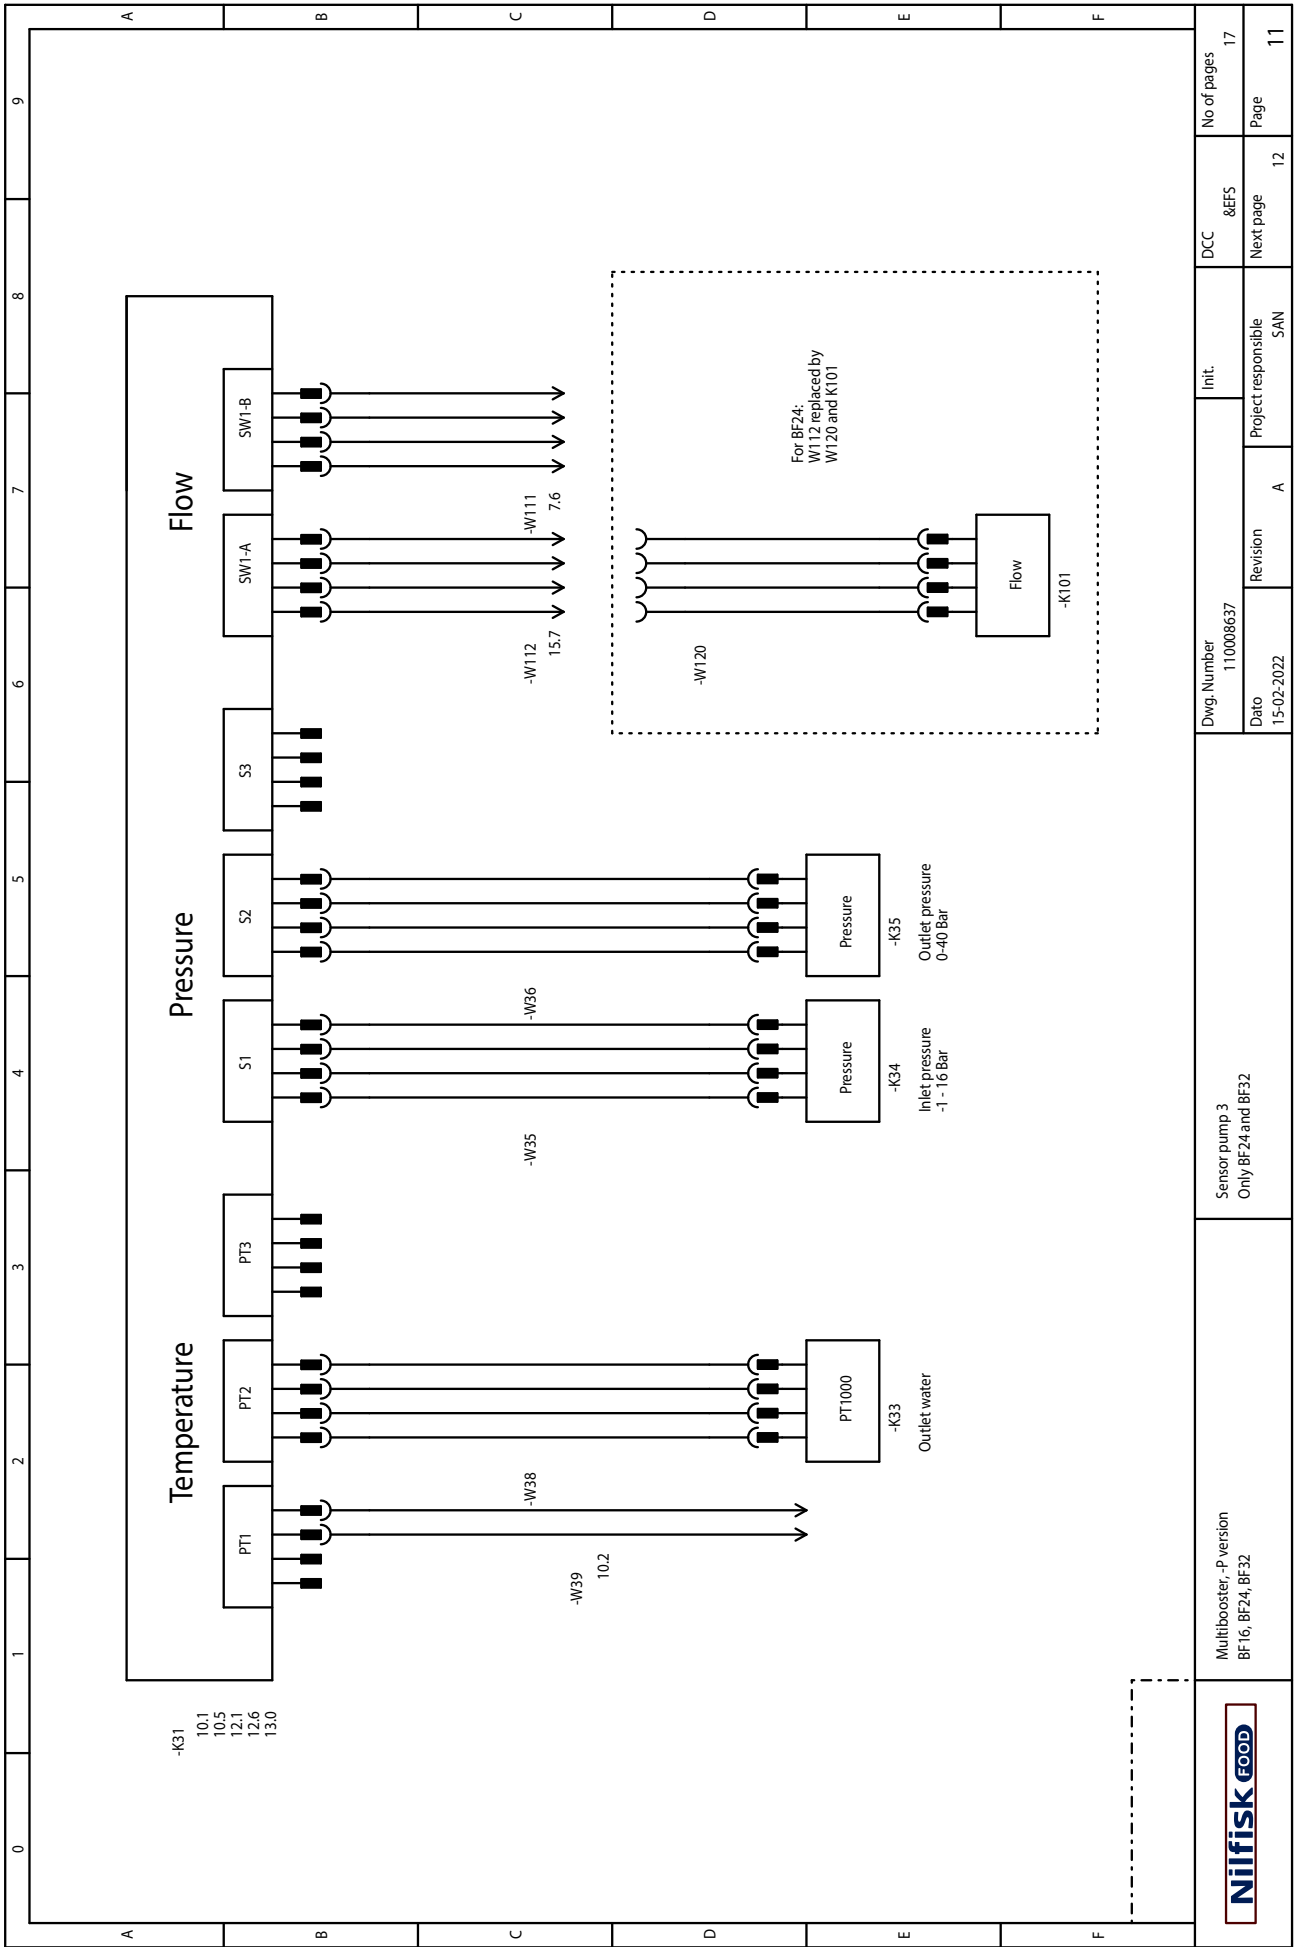 0 1 2 3 4 5 6 7 8 9
A
B
C
D
E
F
A
B
C
D
E
F
-K31
10.1
10.5
12.1
12.6
13.0
Temperature Pressure Flow
PT1 PT2 PT3 S1 S2 S3 SW1-A SW1-B
-W39
10.2
-W38
-W35
-W36
-W112
15.7
-W111
7.6
-W120
For BF24:
W112 replaced by
W120 and K101
PT1000
-K33
Outlet water
Pressure
-K34
Inlet pressure
-1 - 16 Bar
Pressure
-K35
Outlet pressure
0-40 Bar
Flow
-K101
Nilfisk FOOD
Multibooster, -P version
BF16, BF24, BF32
Sensor pump 3
Only BF24 and BF32
Dwg. Number
110008637
Init.
DCC
&EFS
No of pages
17
Dato
15-02-2022
Revision
A
Project responsible
SAN
Next page
12
Page
11